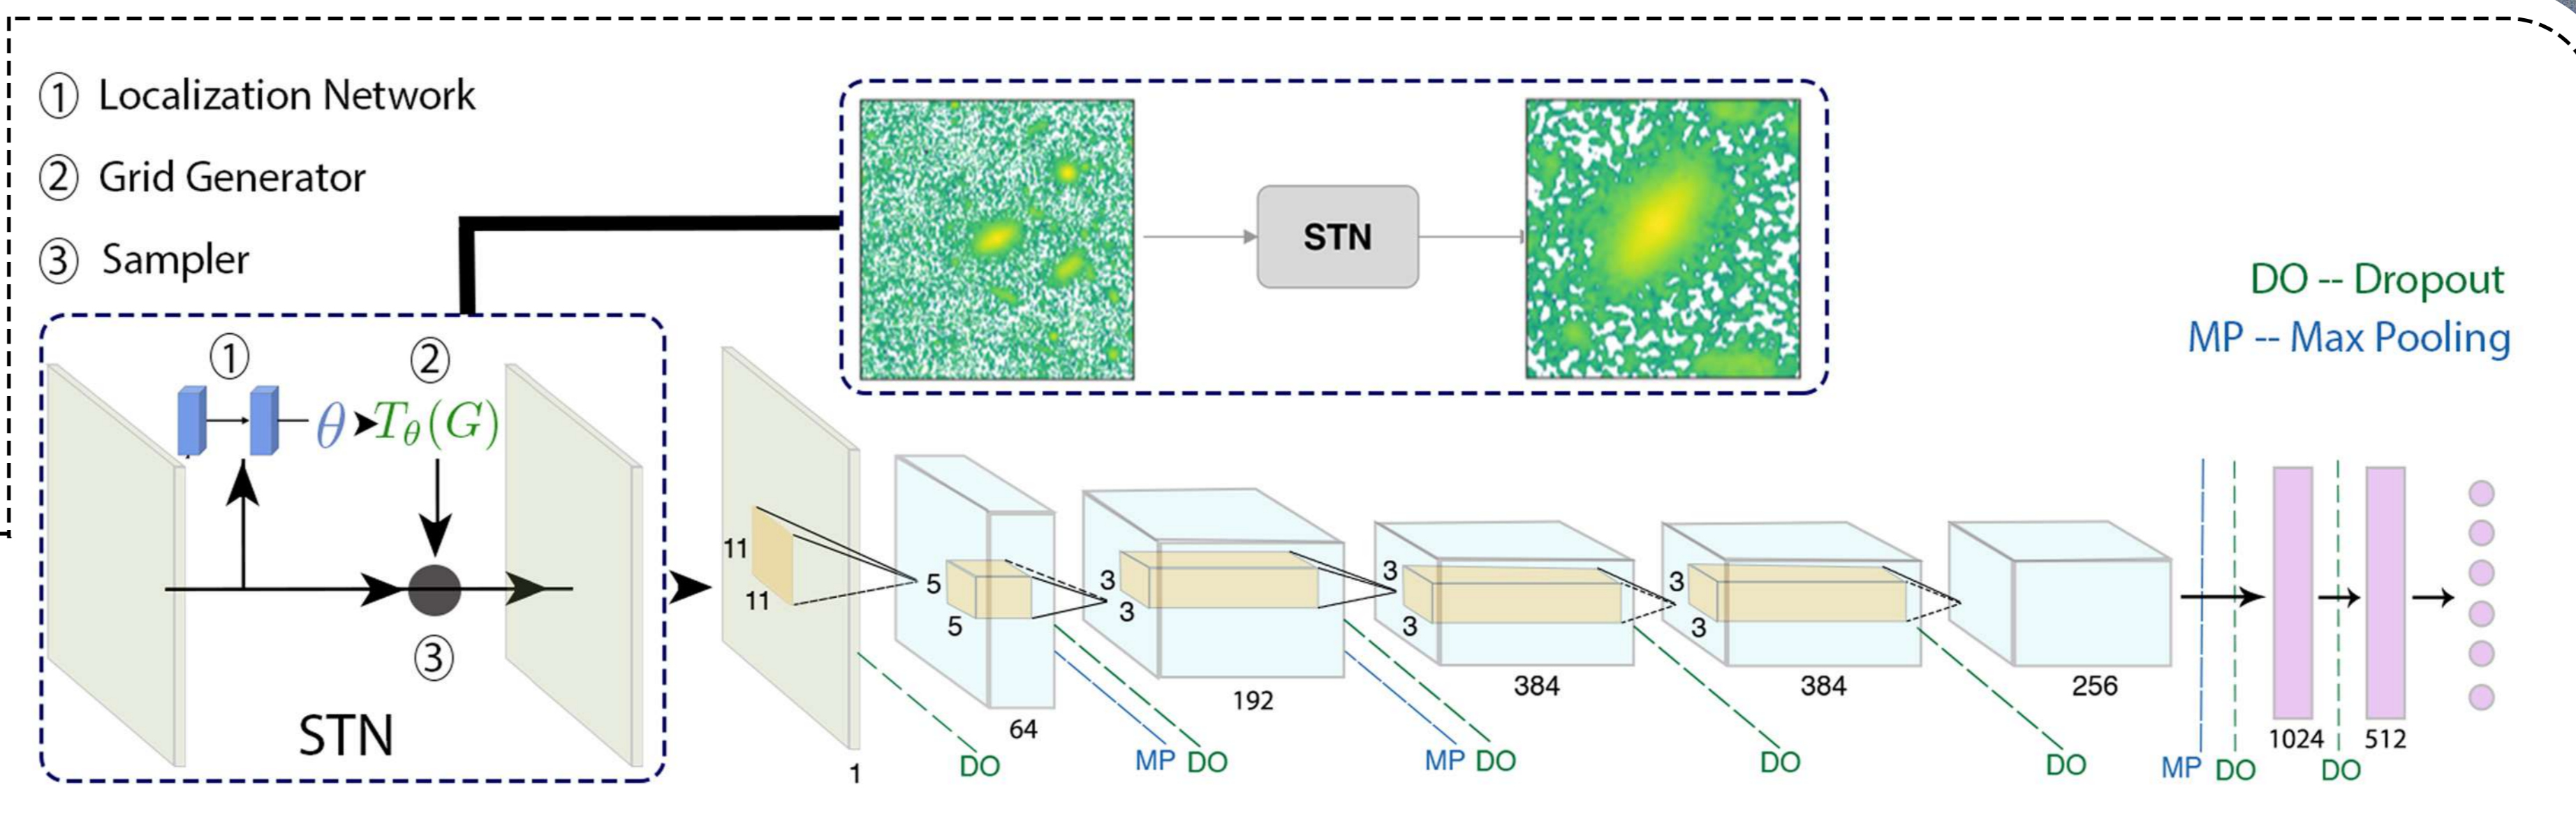 ① Localization Network
② Grid Generator
③ Sampler
STN
DO -- Dropout
MP -- Max Pooling
①
②
θ
T_θ(G)
③
STN
11
11
1
DO
5
5
64
MP DO
3
3
192
MP DO
3
3
384
DO
3
3
384
DO
256
MP
DO
1024
DO
512